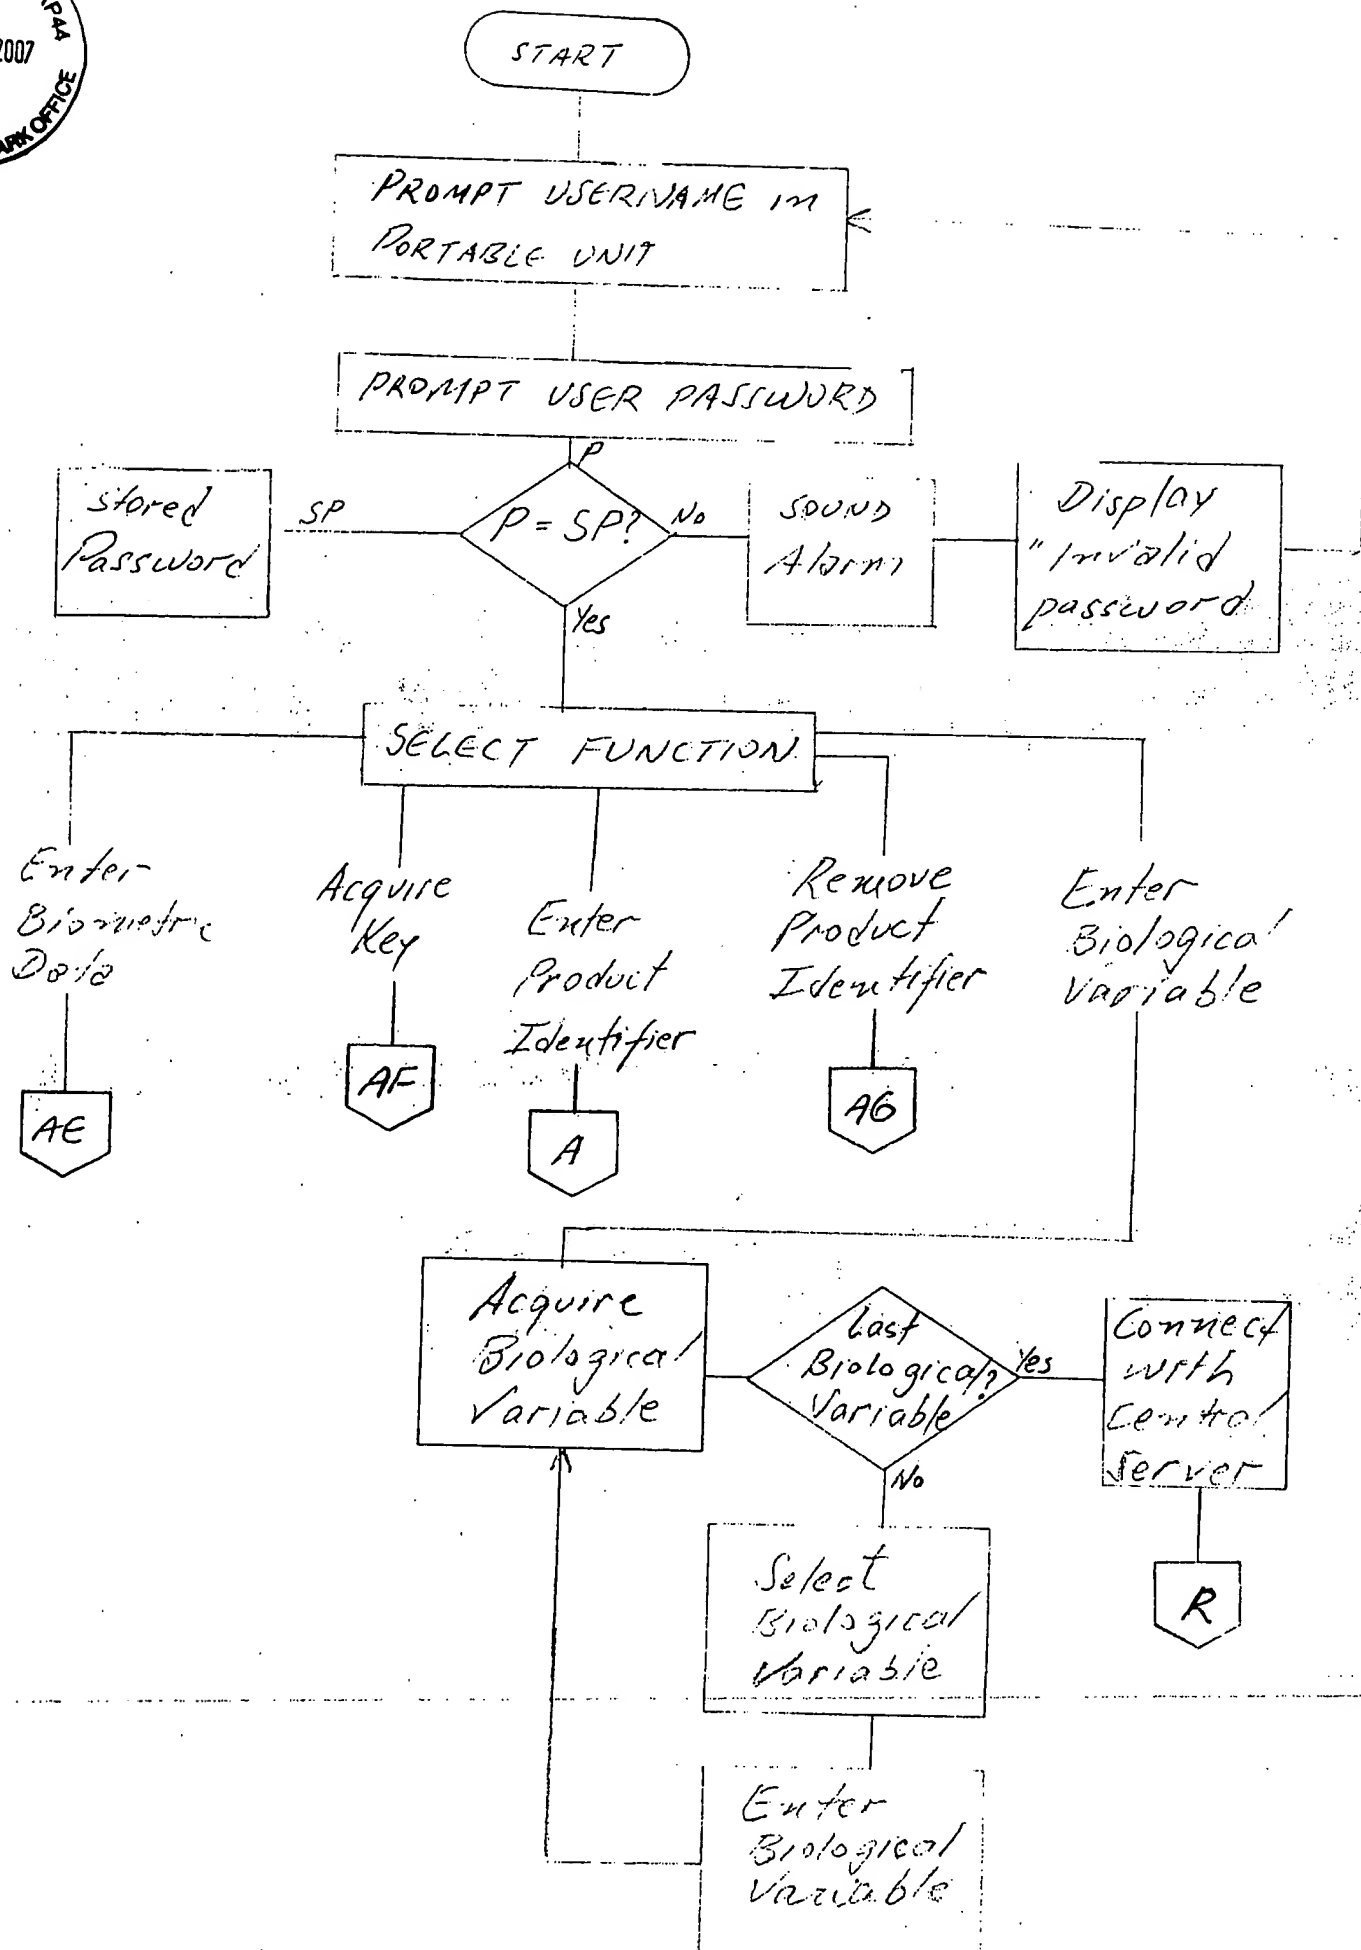 2007
START
PROMPT USERNAME in
PORTABLE UNIT
PROMPT USER PASSWORD
P
stored
Password
SP
P = SP?
No
SOUND
Alarm
Display
"Invalid
password
Yes
SELECT FUNCTION
Enter
Biometric
Data
Acquire
Key
Enter
Product
Identifier
Remove
Product
Identifier
Enter
Biological
Variable
AE
AF
A
AG
R
Acquire
Biological
Variable
Last
Biological?
Variable
Yes
No
Connect
with
Central
Server
Select
Biological
Variable
Enter
Biological
Variable